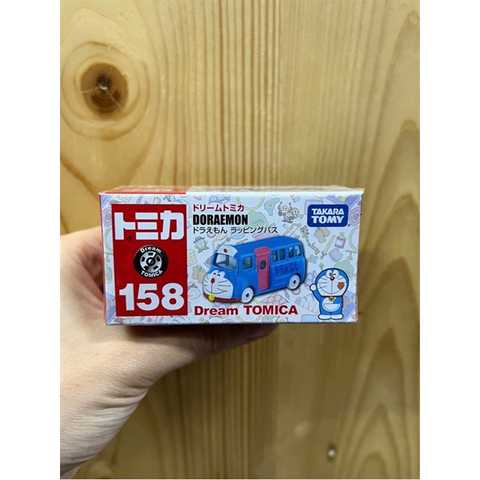 トミカ
Dream
TOMICA
158
ドリームトミカ
DORAEMON
ドラえもん ラッピングバス
Dream TOMICA
TAKARA
TOMY